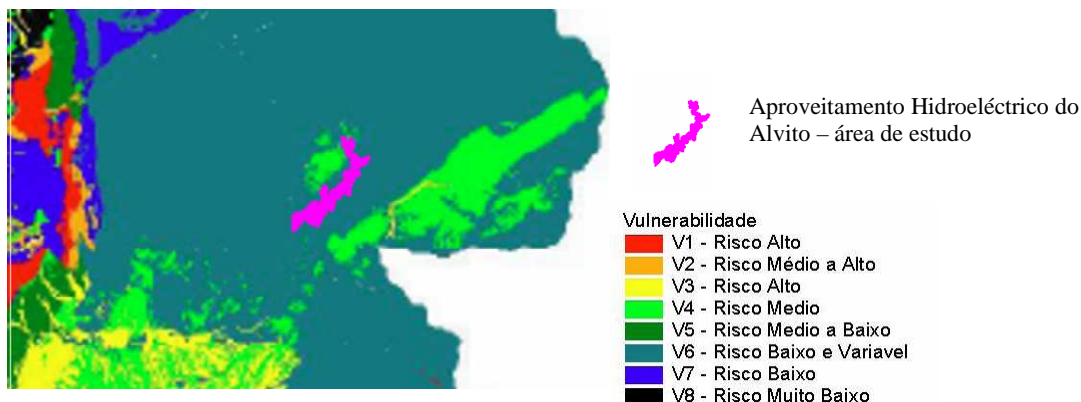 Aproveitamento Hidroeléctrico do
Alvito – área de estudo
Vulnerabilidade
V1 - Risco Alto
V2 - Risco Médio a Alto
V3 - Risco Alto
V4 - Risco Medio
V5 - Risco Medio a Baixo
V6 - Risco Baixo e Variavel
V7 - Risco Baixo
V8 - Risco Muito Baixo